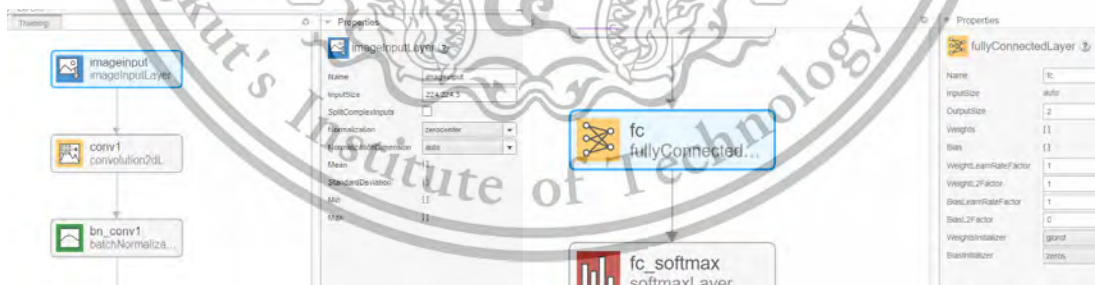 Training
imageinput
imageInputLayer
conv1
convolution2dL
bn_conv1
batchNormaliza...
Properties
imageInputLayer
Name imageinput
InputSize 224,224,3
SplitComplexInputs
Normalization zerocenter
NormalizationDimension auto
Mean []
StandardDeviation []
Min []
Max []
fc
fullyConnected...
fc_softmax
softmaxLayer
Properties
fullyConnectedLayer
Name fc
InputSize auto
OutputSize 2
Weights []
Bias []
WeightLearnRateFactor 1
WeightL2Factor 1
BiasLearnRateFactor 1
BiasL2Factor 0
WeightsInitializer glorot
BiasInitializer zeros
kut's Institute of Technology